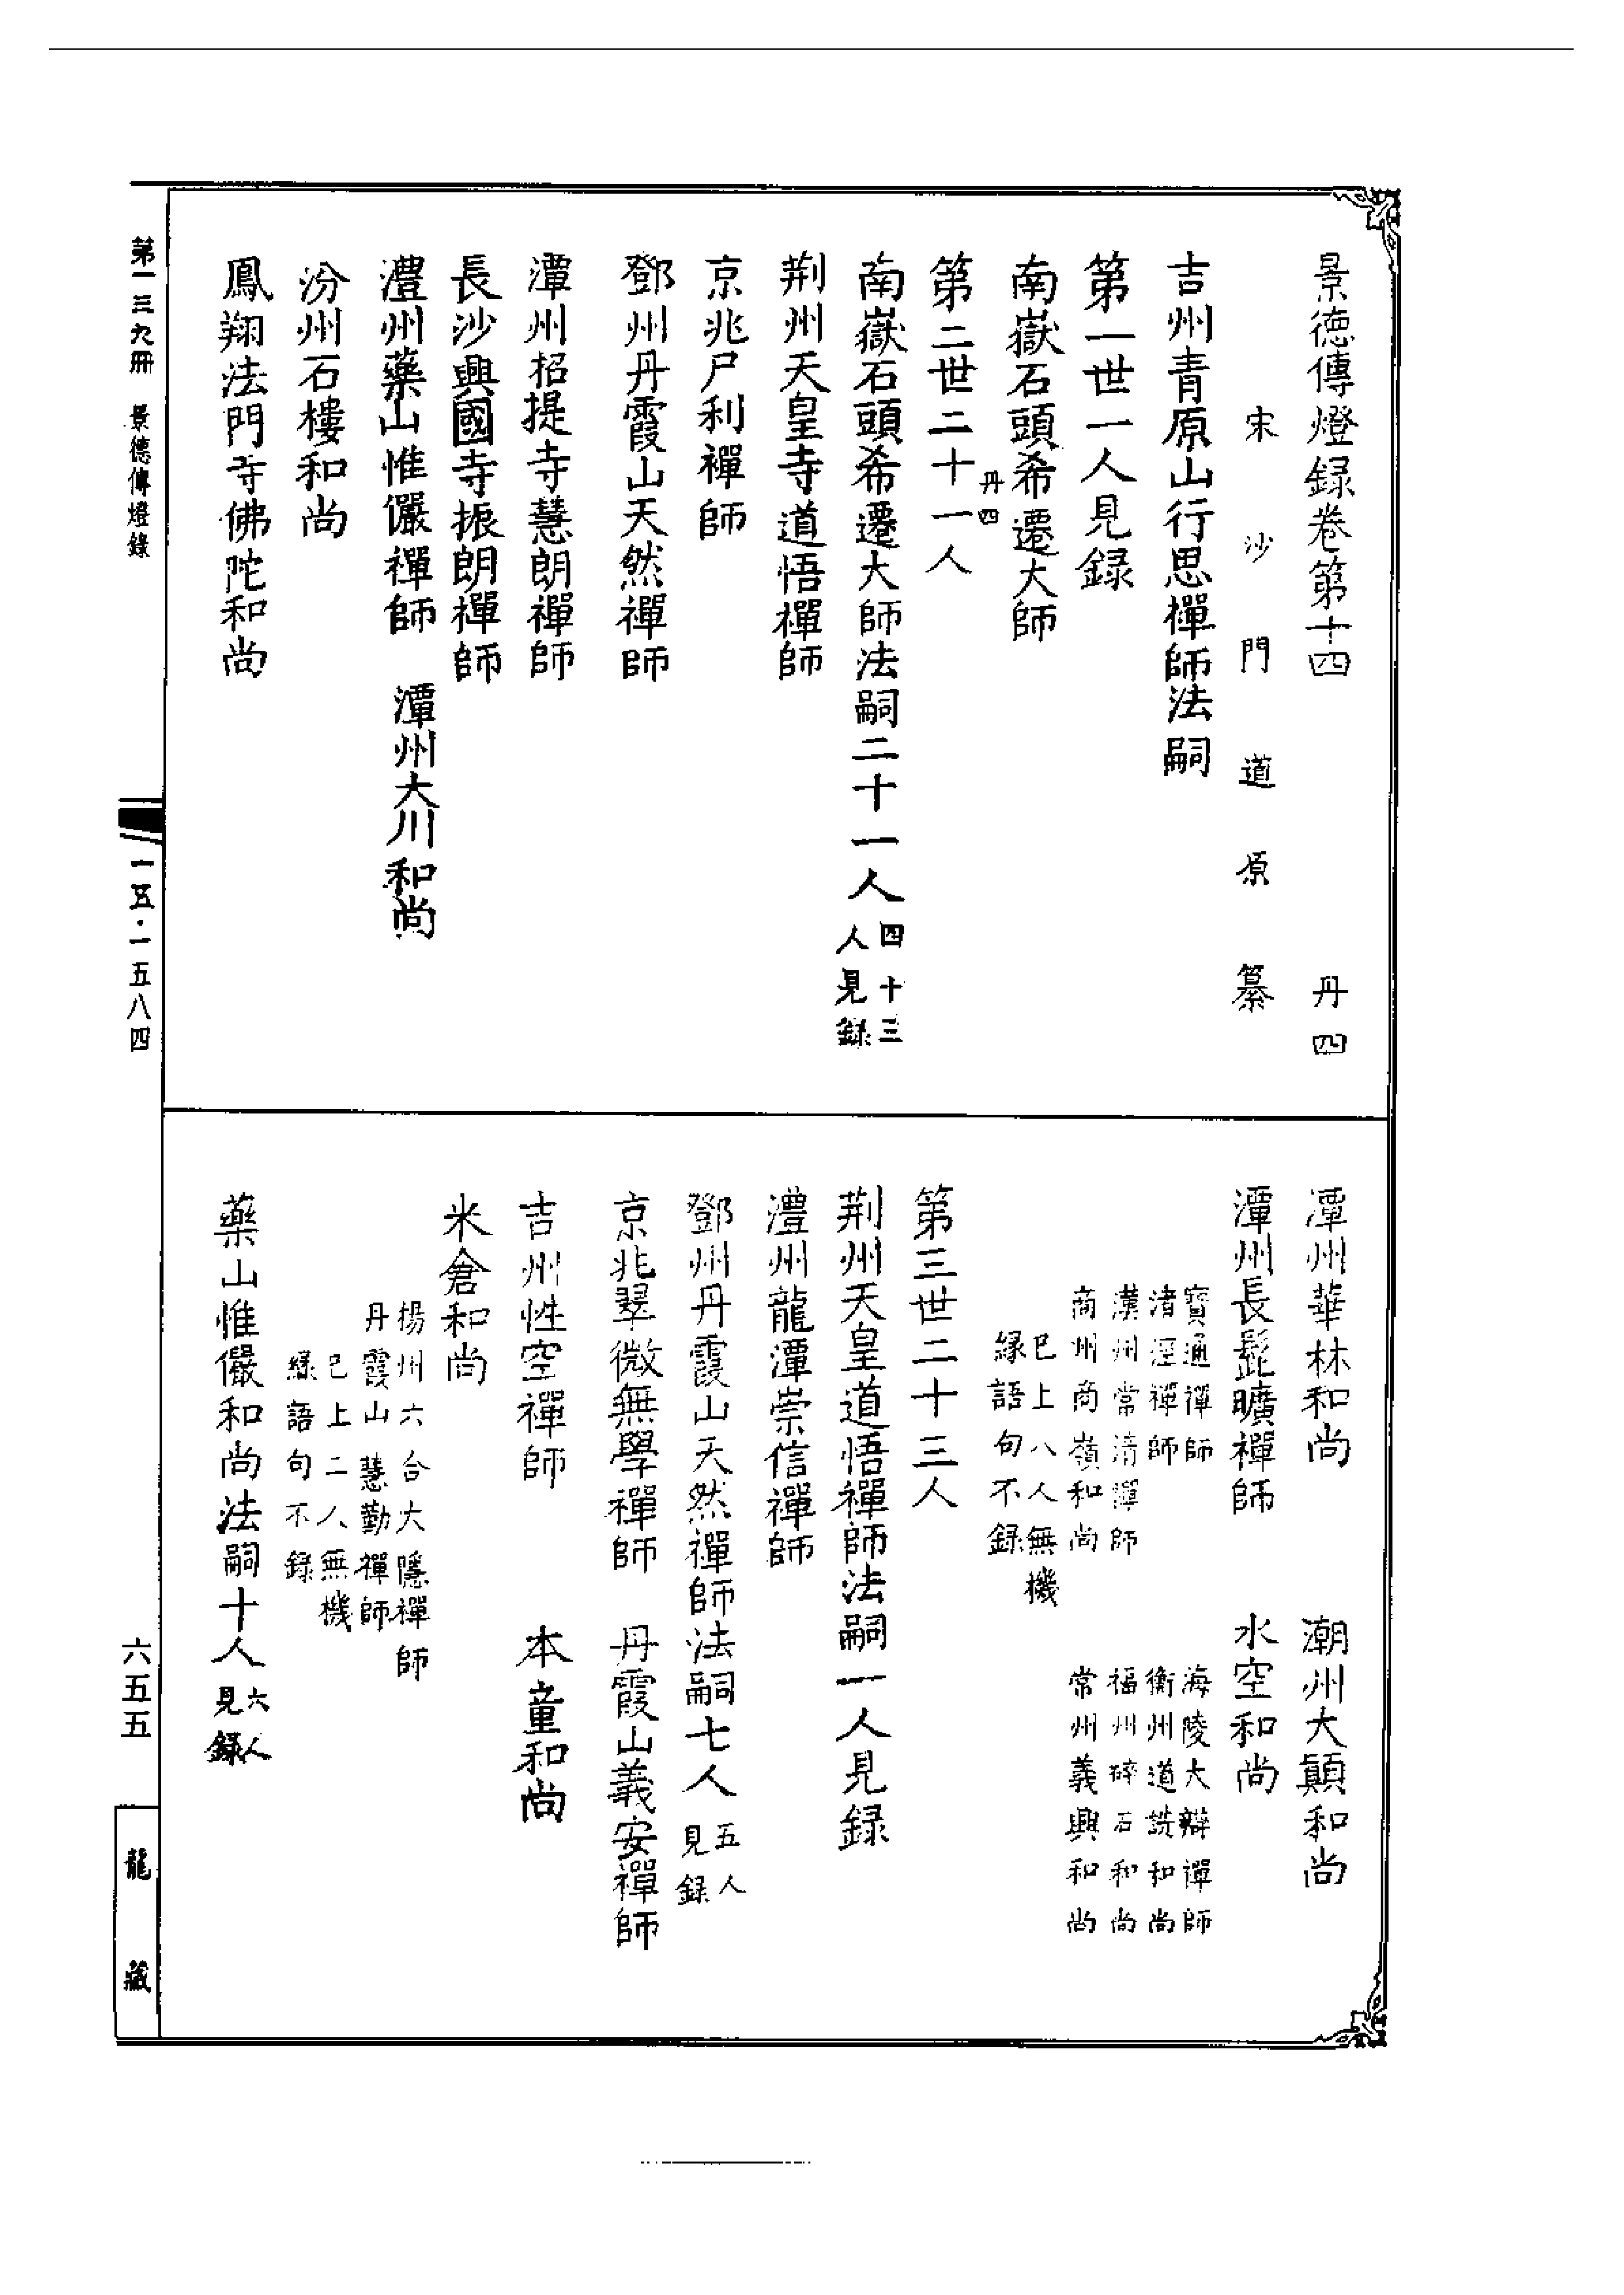 景德傳燈録卷第十四 丹四
宋沙門道原纂
吉州青原山行思禪師法嗣
第一世一人見録
南嶽石頭希遷大師
丹四
第二世二十一人
南嶽石頭希遷大師法嗣二十一人 四十三人見録
荆州天皇寺道悟禪師
京兆尸利禪師
鄧州丹霞山天然禪師
潭州招提寺慧朗禪師
長沙興國寺振朗禪師
澧州藥山惟儼禪師 潭州大川和尚
汾州石樓和尚
鳳翔法門寺佛陀和尚
潭州華林和尚 潮州大顛和尚
潭州長髭曠禪師 水空和尚
寶通禪師 海陵大辯禪師
渚涇禪師 衡州道詵和尚
漢州常清禪師 福州碎石和尚
商州商嶺和尚 常州義興和尚
已上八人無機
緣語句不録
第三世二十三人
荆州天皇道悟禪師法嗣一人見録
澧州龍潭崇信禪師
鄧州丹霞山天然禪師法嗣七人 五人見録
京兆翠微無學禪師 丹霞山義安禪師
吉州性空禪師 本童和尚
米倉和尚
楊州六合大隱禪師
丹霞山慧勤禪師
已上二人無機
緣語句不錄
藥山惟儼和尚法嗣十人 六人見録
第一三九冊 景德傳燈錄
一五·一五八四
六五五
龍藏